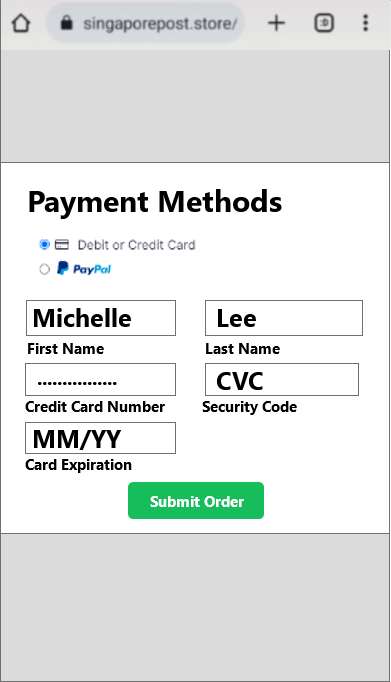 singaporepost.store/
:D
Payment Methods
Debit or Credit Card
PayPal
Michelle Lee
First Name Last Name
................ CVC
Credit Card Number Security Code
MM/YY
Card Expiration
Submit Order